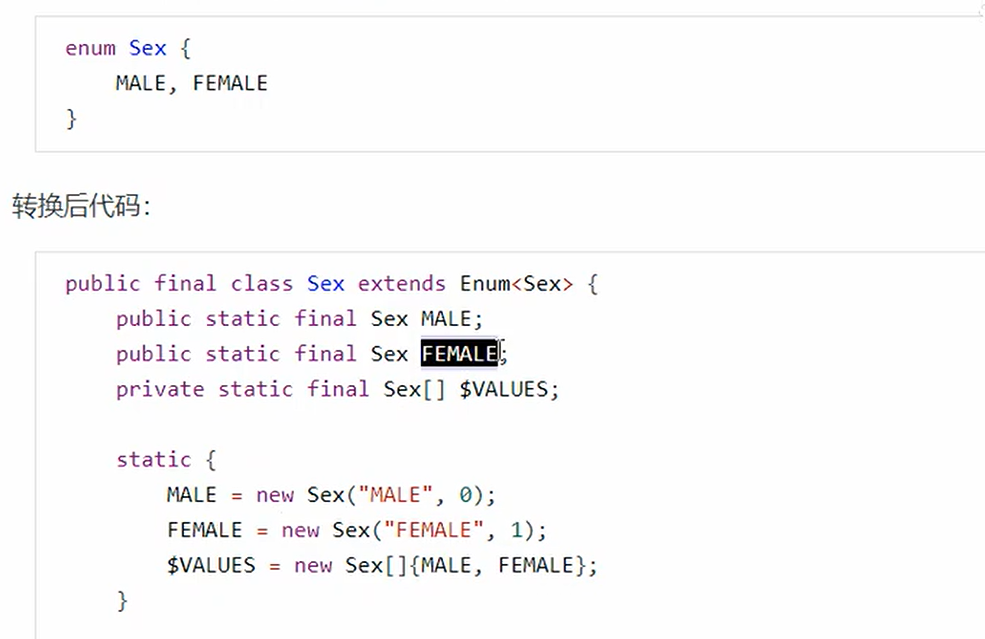 enum Sex {
    MALE, FEMALE
}
转换后代码：
public final class Sex extends Enum<Sex> {
    public static final Sex MALE;
    public static final Sex FEMALE;
    private static final Sex[] $VALUES;
    static {
        MALE = new Sex("MALE", 0);
        FEMALE = new Sex("FEMALE", 1);
        $VALUES = new Sex[]{MALE, FEMALE};
    }